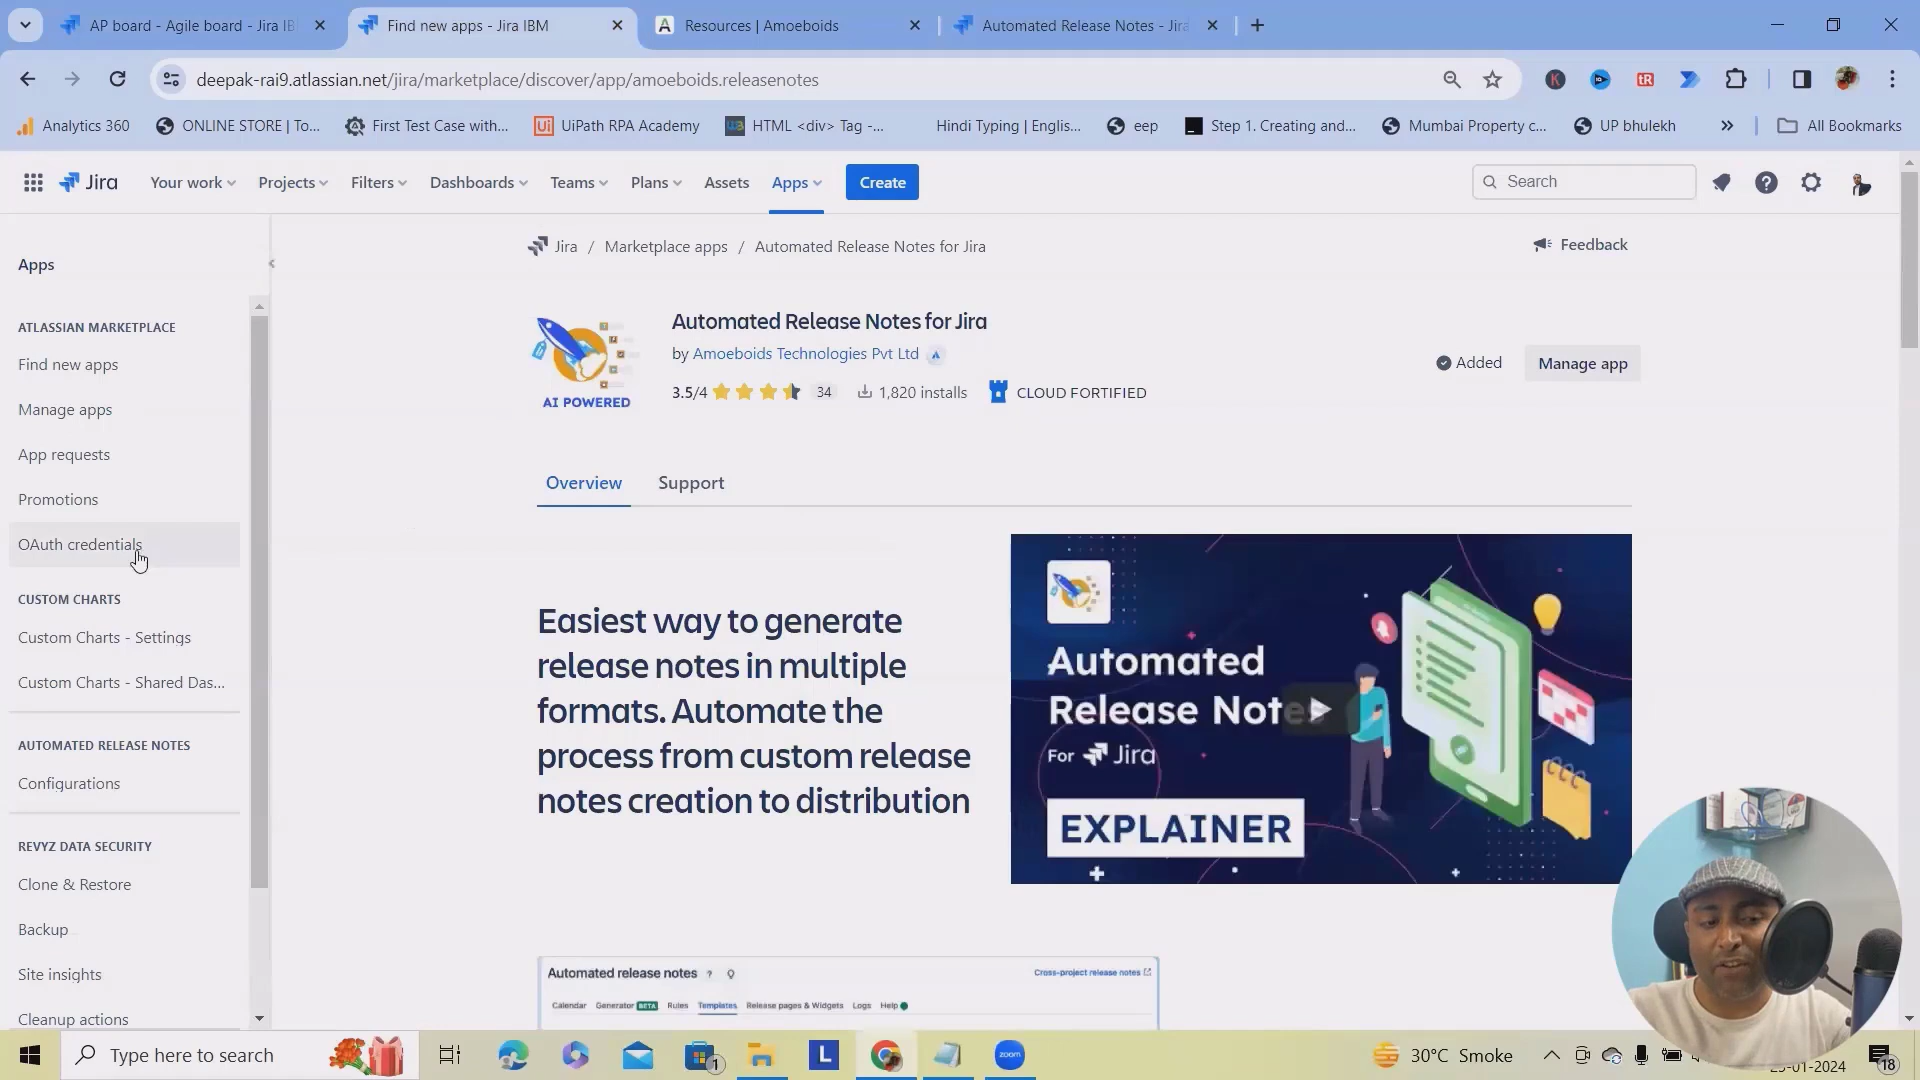 AP board - Agile board - Jira IB
Find new apps - Jira IBM
Resources | Amoeboids
Automated Release Notes - Jira
deepak-rai9.atlassian.net/jira/marketplace/discover/app/amoeboids.releasenotes
Analytics 360
ONLINE STORE | To...
First Test Case with...
UiPath RPA Academy
HTML <div> Tag -...
Hindi Typing | Englis...
eep
Step 1. Creating and...
Mumbai Property c...
UP bhulekh
All Bookmarks
Jira
Your work
Projects
Filters
Dashboards
Teams
Plans
Assets
Apps
Create
Search
Apps
ATLASSIAN MARKETPLACE
Find new apps
Manage apps
App requests
Promotions
OAuth credentials
CUSTOM CHARTS
Custom Charts - Settings
Custom Charts - Shared Das...
AUTOMATED RELEASE NOTES
Configurations
REVYZ DATA SECURITY
Clone & Restore
Backup
Site insights
Cleanup actions
Jira / Marketplace apps / Automated Release Notes for Jira
Feedback
AI POWERED
Automated Release Notes for Jira
by Amoeboids Technologies Pvt Ltd
3.5/4 34 1,820 installs CLOUD FORTIFIED
Added
Manage app
Overview
Support
Easiest way to generate
release notes in multiple
formats. Automate the
process from custom release
notes creation to distribution
Automated
Release Notes
For Jira
EXPLAINER
Automated release notes ?
Cross-project release notes
Calendar Generator BETA Rules Templates Release pages & Widgets Logs Help
Type here to search
1
L
zoom
30°C Smoke
18